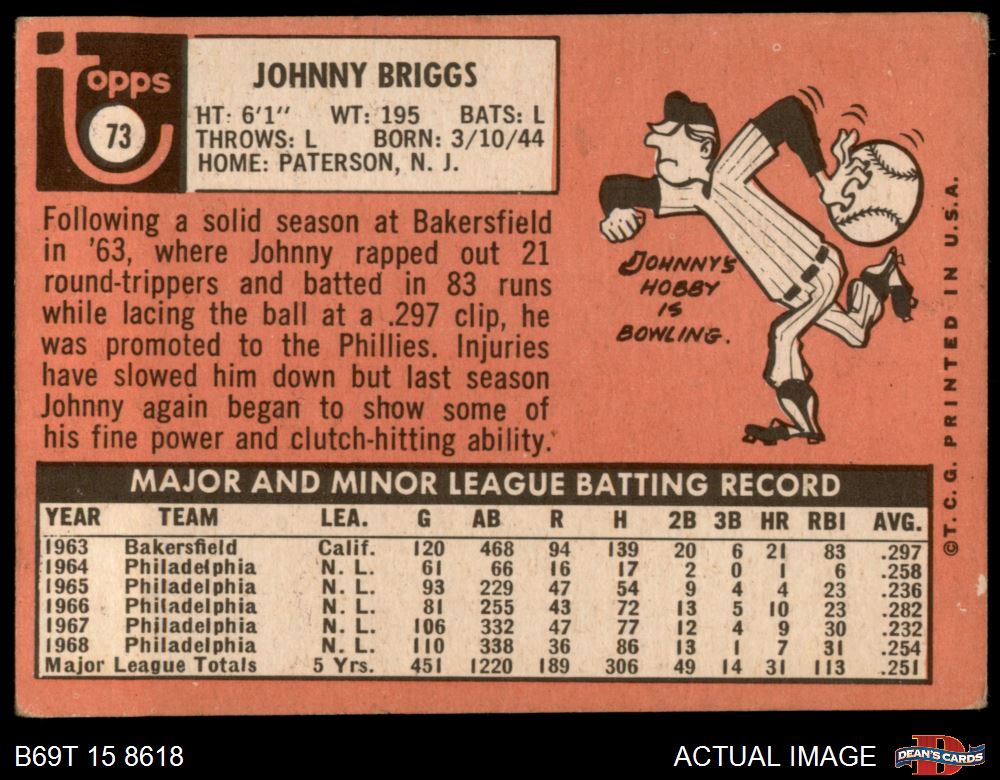 topps
73
JOHNNY BRIGGS
HT: 6'1" WT: 195 BATS: L
THROWS: L BORN: 3/10/44
HOME: PATERSON, N. J.
Following a solid season at Bakersfield
in '63, where Johnny rapped out 21
round-trippers and batted in 83 runs
while lacing the ball at a .297 clip, he
was promoted to the Phillies. Injuries
have slowed him down but last season
Johnny again began to show some of
his fine power and clutch-hitting ability.
JOHNNY'S
HOBBY
IS
BOWLING.
©T. C. G. PRINTED IN U.S.A.
MAJOR AND MINOR LEAGUE BATTING RECORD
YEAR TEAM LEA. G AB R H 2B 3B HR RBI AVG.
1963 Bakersfield Calif. 120 468 94 139 20 6 21 83 .297
1964 Philadelphia N. L. 61 66 16 17 2 0 1 6 .258
1965 Philadelphia N. L. 93 229 47 54 9 4 4 23 .236
1966 Philadelphia N. L. 81 255 43 72 13 5 10 23 .282
1967 Philadelphia N. L. 106 332 47 77 12 4 9 30 .232
1968 Philadelphia N. L. 110 338 36 86 13 1 7 31 .254
Major League Totals 5 Yrs. 451 1220 189 306 49 14 31 113 .251
B69T 15 8618
ACTUAL IMAGE
DEAN'S CARDS